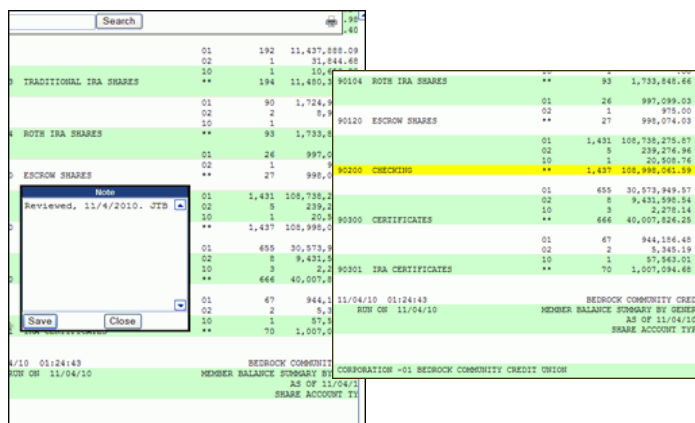 Search
.98
.40
01 192 11,437,888.09
02 1 31,844.68
10 1
TRADITIONAL IRA SHARES ** 194 11,480,3
01 90 1,724,9
02 2 8,9
10 1
4 ROTH IRA SHARES ** 93 1,733,8
01 26 997,0
02 1 9
ESCROW SHARES ** 27 998,0
Note
Reviewed, 11/4/2010. JTB
Save Close
01 1,431 108,738,2
02 5 239,2
10 1 20,5
** 1,437 108,998,0
01 655 30,573,9
02 8 9,431,5
10 3 2,2
** 666 40,007,8
01 67 944,1
02 2 5,3
10 1 57,5
IRA CERTIFICATES ** 70 1,007,0
4/10 01:24:43 BEDROCK COMMUNIT
RUN ON 11/04/10 MEMBER BALANCE SUMMARY BY
AS OF 11/04/1
SHARE ACCOUNT TY
90104 ROTH IRA SHARES ** 93 1,733,848.66
01 26 997,099.03
02 1 975.00
90120 ESCROW SHARES ** 27 998,074.03
01 1,431 108,738,275.87
02 5 239,276.96
10 1 20,508.76
90200 CHECKING ** 1,437 108,998,061.59
01 655 30,573,949.57
02 8 9,431,598.54
10 3 2,278.14
90300 CERTIFICATES ** 666 40,007,826.25
01 67 944,186.48
02 2 5,345.19
10 1 57,563.01
90301 IRA CERTIFICATES ** 70 1,007,094.68
11/04/10 01:24:43 BEDROCK COMMUNITY CRED
RUN ON 11/04/10 MEMBER BALANCE SUMMARY BY GENER
AS OF 11/04/10
SHARE ACCOUNT TYP
CORPORATION -01 BEDROCK COMMUNITY CREDIT UNION